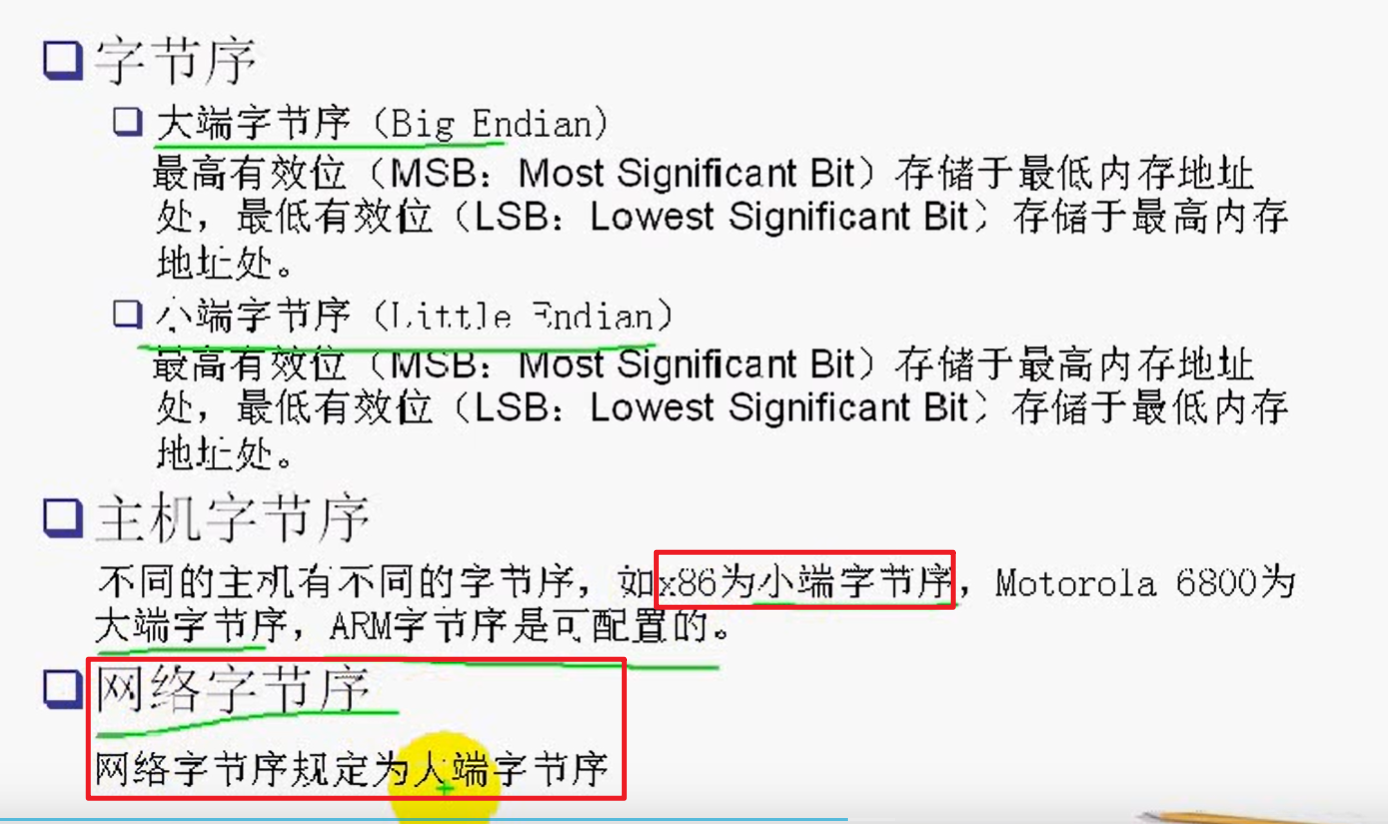 字节序
大端字节序（Big Endian）
最高有效位（MSB：Most Significant Bit）存储于最低内存地址
处，最低有效位（LSB：Lowest Significant Bit）存储于最高内存
地址处。
小端字节序（Little Endian）
最高有效位（MSB：Most Significant Bit）存储于最高内存地址
处，最低有效位（LSB：Lowest Significant Bit）存储于最低内存
地址处。
主机字节序
不同的主机有不同的字节序，如x86为小端字节序，Motorola 6800为
大端字节序，ARM字节序是可配置的。
网络字节序
网络字节序规定为大端字节序